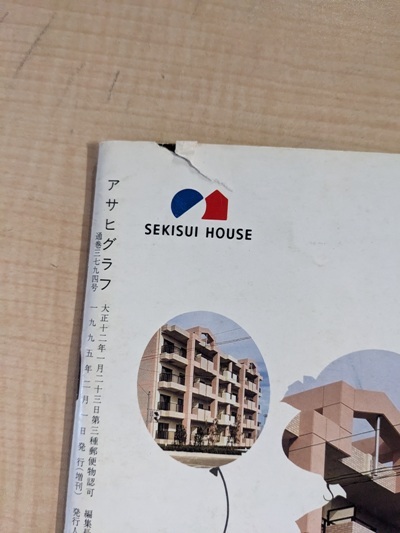 アサヒグラフ
通巻三七九四号
大正十二年一月二十三日第三種郵便物認可
一九九五年二月一日発行(増刊)
編集
発行人
SEKISUI HOUSE